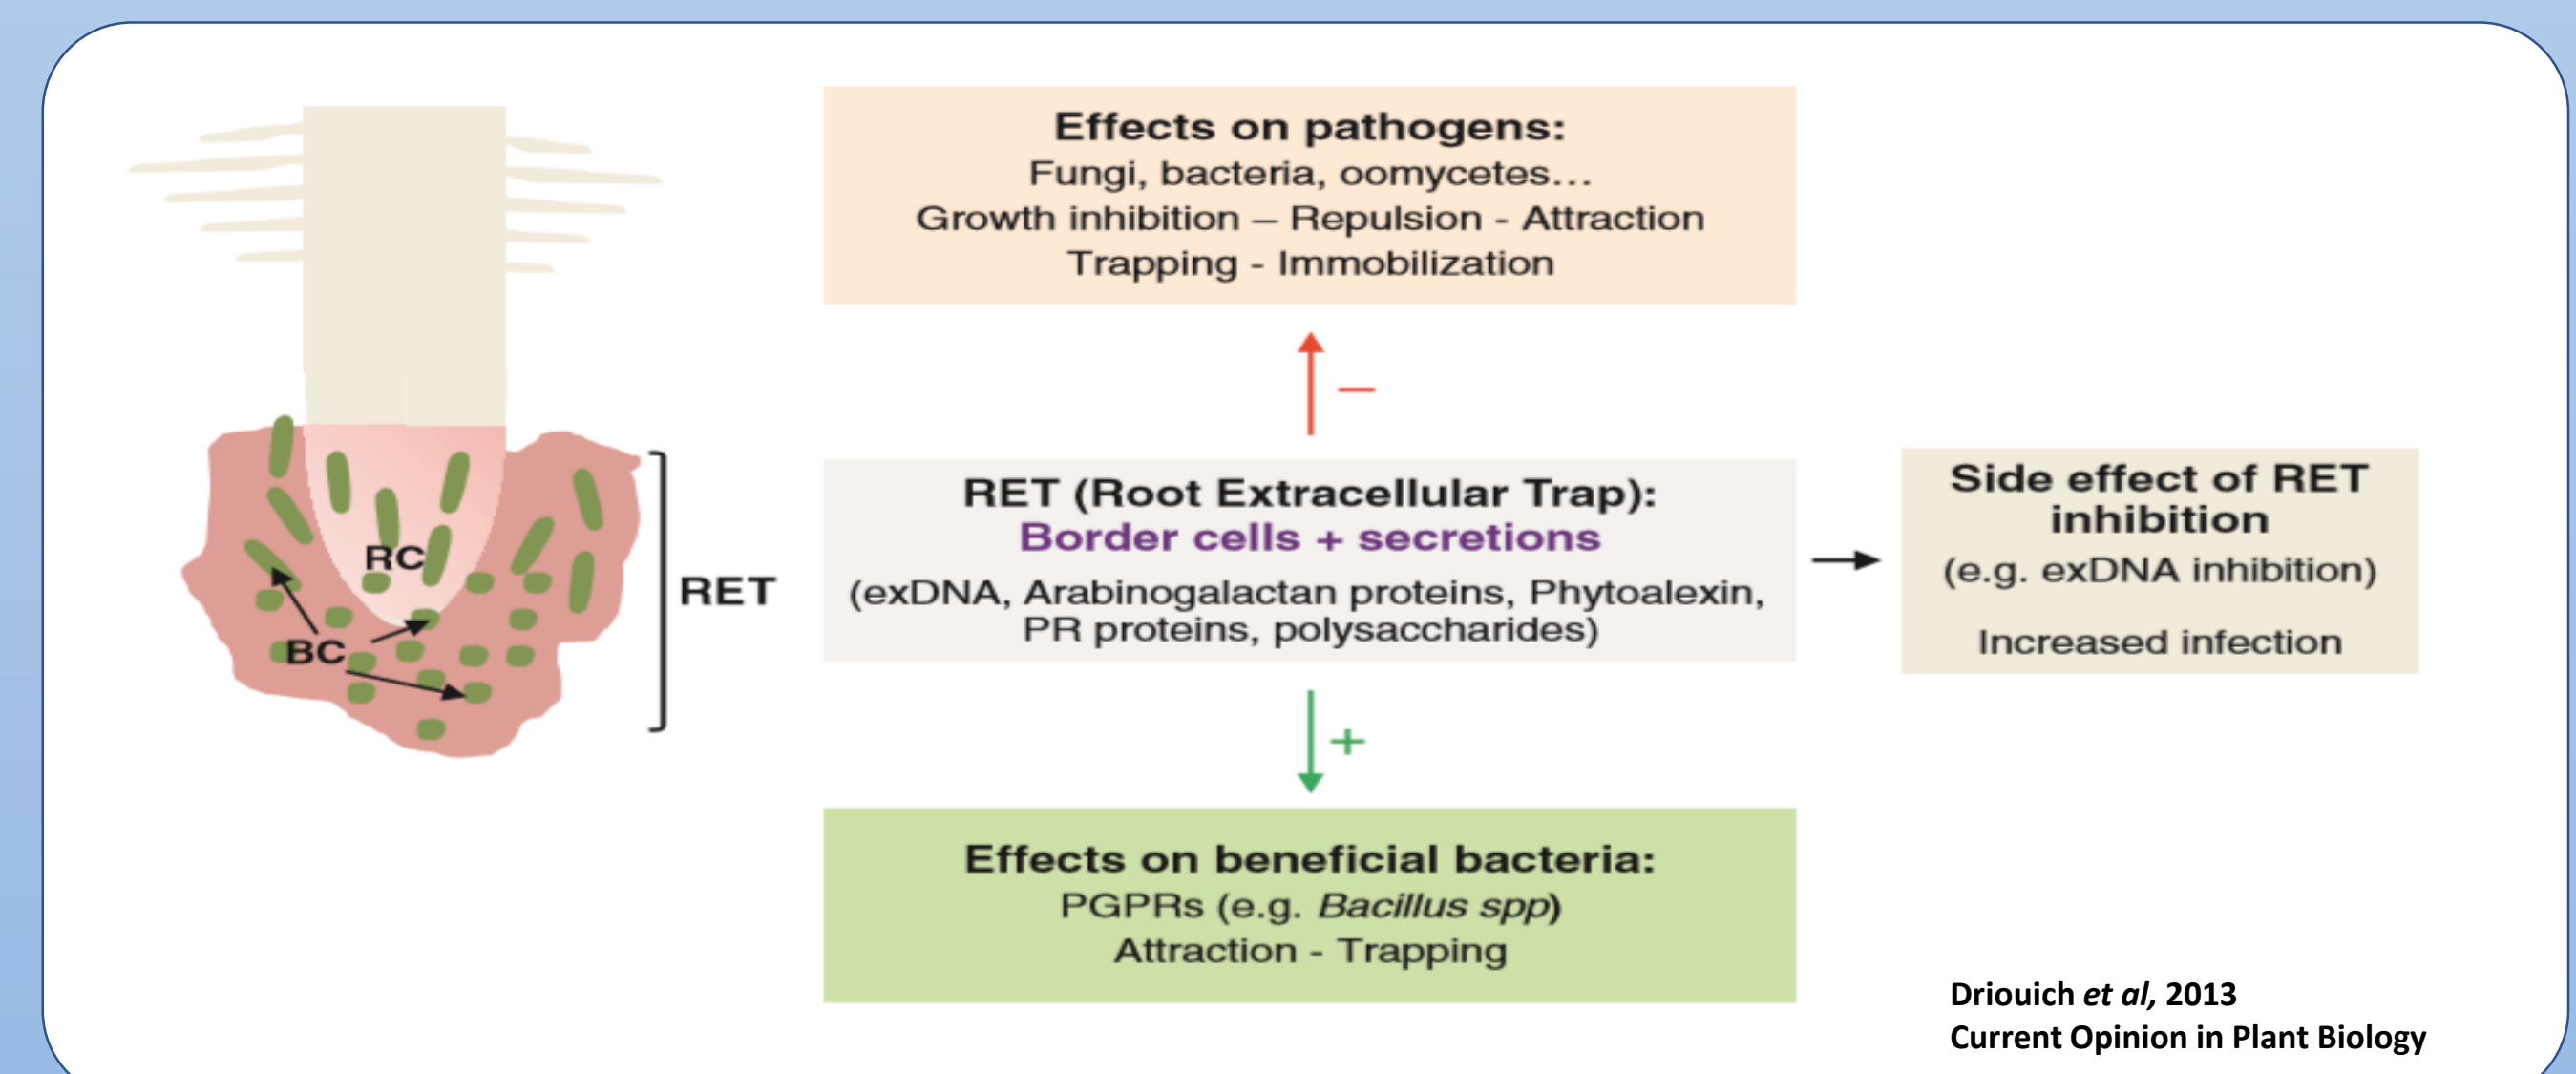 Effects on pathogens:
Fungi, bacteria, oomycetes...
Growth inhibition – Repulsion - Attraction
Trapping - Immobilization
–
RC
BC
RET
RET (Root Extracellular Trap):
Border cells + secretions
(exDNA, Arabinogalactan proteins, Phytoalexin,
PR proteins, polysaccharides)
Side effect of RET
inhibition
(e.g. exDNA inhibition)
Increased infection
+
Effects on beneficial bacteria:
PGPRs (e.g. Bacillus spp)
Attraction - Trapping
Driouich et al, 2013
Current Opinion in Plant Biology